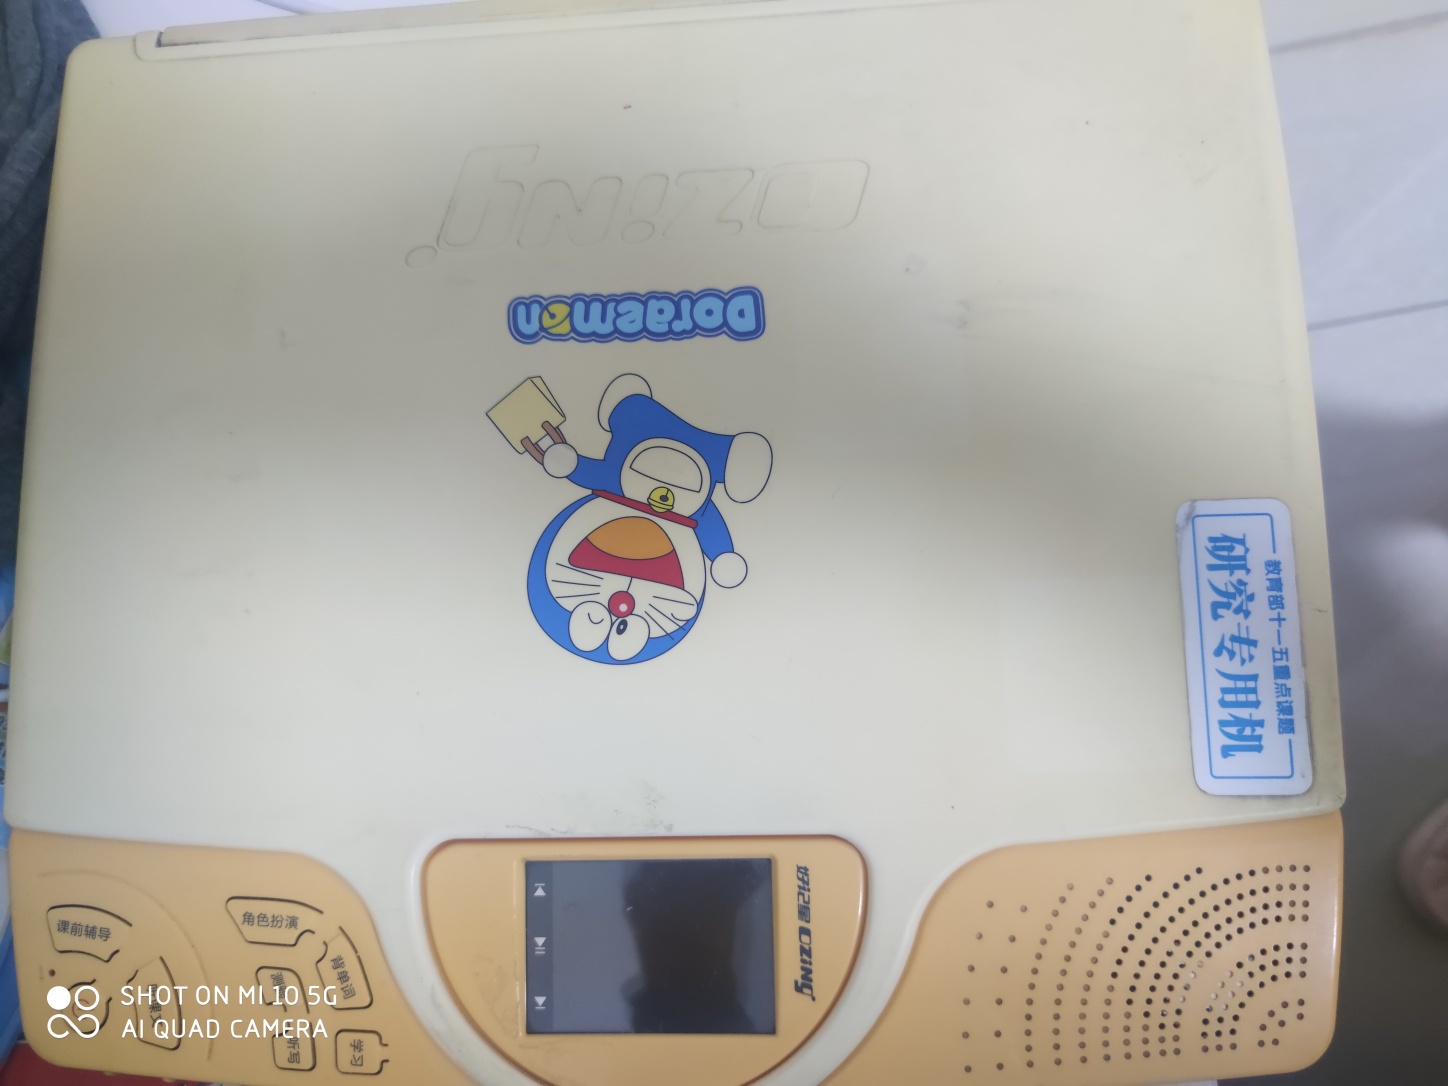 Ozing
Doraemon
教育部十一五重点课题
研究专用机
好记星 Ozing
角色扮演
课前辅导
背单词
听写
学习
SHOT ON MI 10 5G
AI QUAD CAMERA